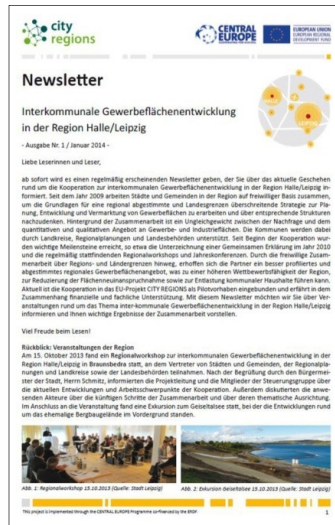 city
regions
CENTRAL
EUROPE
EUROPEAN UNION
EUROPEAN REGIONAL
DEVELOPMENT FUND
Newsletter
Interkommunale Gewerbeflächenentwicklung
in der Region Halle/Leipzig
- Ausgabe Nr. 1 / Januar 2014 -
Liebe Leserinnen und Leser,
ab sofort wird es einen regelmäßig erscheinenden Newsletter geben, der Sie über das aktuelle Geschehen
rund um die Kooperation zur interkommunalen Gewerbeflächenentwicklung in der Region Halle/Leipzig in-
formiert. Seit dem Jahr 2009 arbeiten Städte und Gemeinden in der Region auf freiwilliger Basis zusammen,
um die Grundlagen für eine regional abgestimmte und Landesgrenzen überschreitende Strategie zur Pla-
nung, Entwicklung und Vermarktung von Gewerbeflächen zu erarbeiten und über entsprechende Strukturen
nachzudenken. Hintergrund der Zusammenarbeit ist ein Ungleichgewicht zwischen der Nachfrage und dem
quantitativen und qualitativen Angebot an Gewerbe- und Industrieflächen. Die Kommunen werden dabei
durch Landkreise, Regionalplanungen und Landesbehörden unterstützt. Seit Beginn der Kooperation wur-
den wichtige Meilensteine erreicht, so etwa die Unterzeichnung einer Gemeinsamen Erklärung im Jahr 2010
und die regelmäßig stattfindenden Regionalworkshops und Jahreskonferenzen. Durch die freiwillige Zusam-
menarbeit über Regions- und Ländergrenzen hinweg, erhoffen sich die Partner ein besser profiliertes und
abgestimmtes regionales Gewerbeflächenangebot, was zu einer höheren Wettbewerbsfähigkeit der Region,
zur Reduzierung der Flächenneuinanspruchnahme sowie zur Entlastung kommunaler Haushalte führen kann.
Aktuell ist die Kooperation in das EU-Projekt CITY REGIONS als Pilotvorhaben eingebunden und erfährt in dem
Zusammenhang finanzielle und fachliche Unterstützung. Mit diesem Newsletter möchten wir Sie über Ver-
anstaltungen rund um das Thema inter-kommunale Gewerbeflächenentwicklung in der Region Halle/Leipzig
informieren und Ihnen wichtige Ergebnisse der Zusammenarbeit vorstellen.
Viel Freude beim Lesen!
Rückblick: Veranstaltungen der Region
Am 15. Oktober 2013 fand ein Regionalworkshop zur interkommunalen Gewerbeflächenentwicklung in der
Region Halle/Leipzig in Braunsbedra statt, an dem Vertreter von Städten und Gemeinden, der Regionalpla-
nungen und Landkreise sowie der Landesbehörden teilnahmen. Nach der Begrüßung durch den Bürgermei-
ster der Stadt, Herrn Schmitz, informierten die Projektleitung und die Mitglieder der Steuerungsgruppe über
die aktuellen Entwicklungen und Arbeitsschwerpunkte der Kooperation. Außerdem diskutierten die anwe-
senden Akteure über die künftigen Schritte der Zusammenarbeit und über deren thematische Ausrichtung.
Im Anschluss an die Veranstaltung fand eine Exkursion zum Geiseltalsee statt, bei der die Entwicklungen rund
um das ehemalige Bergbaugelände im Vordergrund standen.
Abb. 1: Regionalworkshop 15.10.2013 (Quelle: Stadt Leipzig)
Abb. 2: Exkursion Geiseltalsee 15.10.2013 (Quelle: Stadt Leipzig)
This project is implemented through the CENTRAL EUROPE Programme co-financed by the ERDF
1